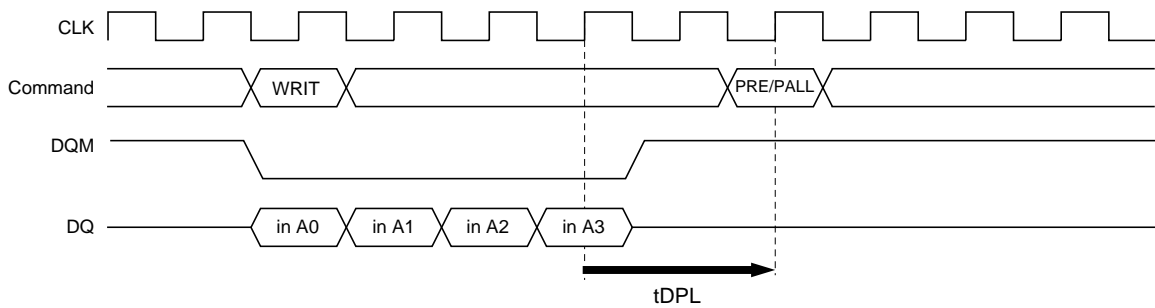 CLK
Command WRIT PRE/PALL
DQM
DQ in A0 in A1 in A2 in A3
tDPL